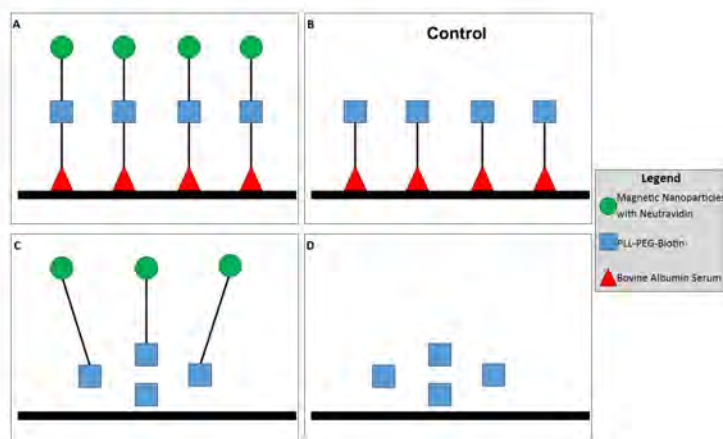 A
B
Control
C
D
Legend
Magnetic Nanoparticles
with Neutravidin
PLL-PEG-Biotin
Bovine Albumin Serum